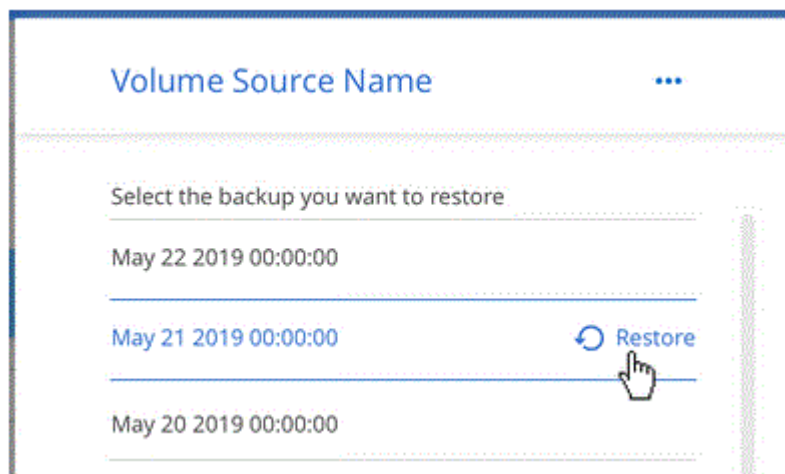 Volume Source Name
Select the backup you want to restore
May 22 2019 00:00:00
May 21 2019 00:00:00 Restore
May 20 2019 00:00:00